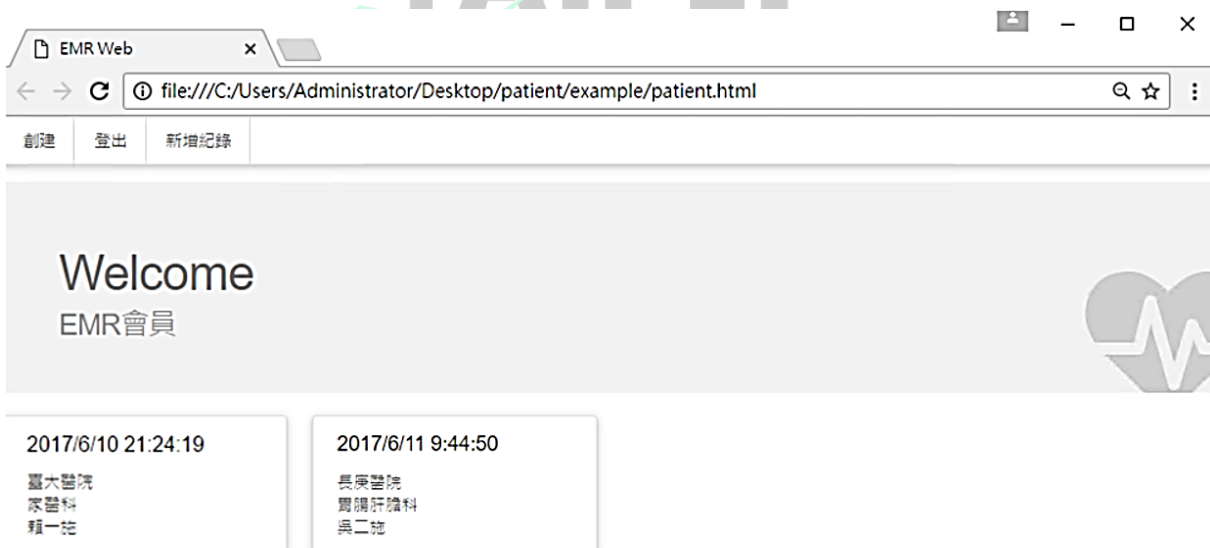 EMR Web
file:///C:/Users/Administrator/Desktop/patient/example/patient.html
創建 登出 新增紀錄
Welcome
EMR會員
2017/6/10 21:24:19
臺大醫院
家醫科
賴一施
2017/6/11 9:44:50
長庚醫院
胃腸肝膽科
吳二施